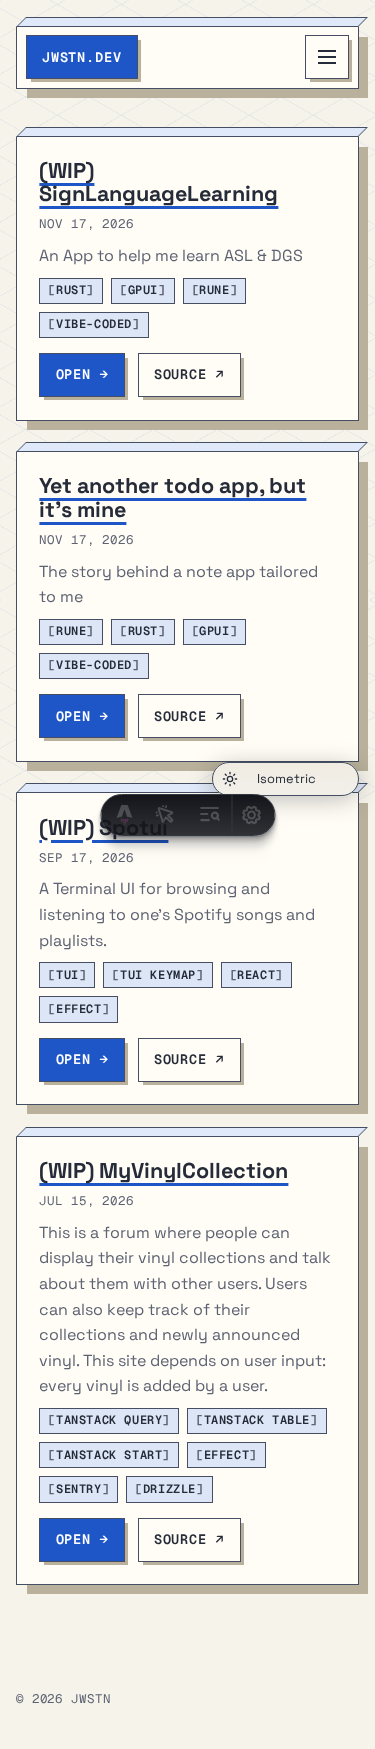 JWSTN.DEV
(WIP)
SignLanguageLearning
NOV 17, 2026
An App to help me learn ASL & DGS
[RUST] [GPUI] [RUNE]
[VIBE-CODED]
OPEN → SOURCE ↗
Yet another todo app, but
it's mine
NOV 17, 2026
The story behind a note app tailored
to me
[RUNE] [RUST] [GPUI]
[VIBE-CODED]
OPEN → SOURCE ↗
Isometric
(WIP) Spotui
SEP 17, 2026
A Terminal UI for browsing and
listening to one's Spotify songs and
playlists.
[TUI] [TUI KEYMAP] [REACT]
[EFFECT]
OPEN → SOURCE ↗
(WIP) MyVinylCollection
JUL 15, 2026
This is a forum where people can
display their vinyl collections and talk
about them with other users. Users
can also keep track of their
collections and newly announced
vinyl. This site depends on user input:
every vinyl is added by a user.
[TANSTACK QUERY] [TANSTACK TABLE]
[TANSTACK START] [EFFECT]
[SENTRY] [DRIZZLE]
OPEN → SOURCE ↗
© 2026 JWSTN